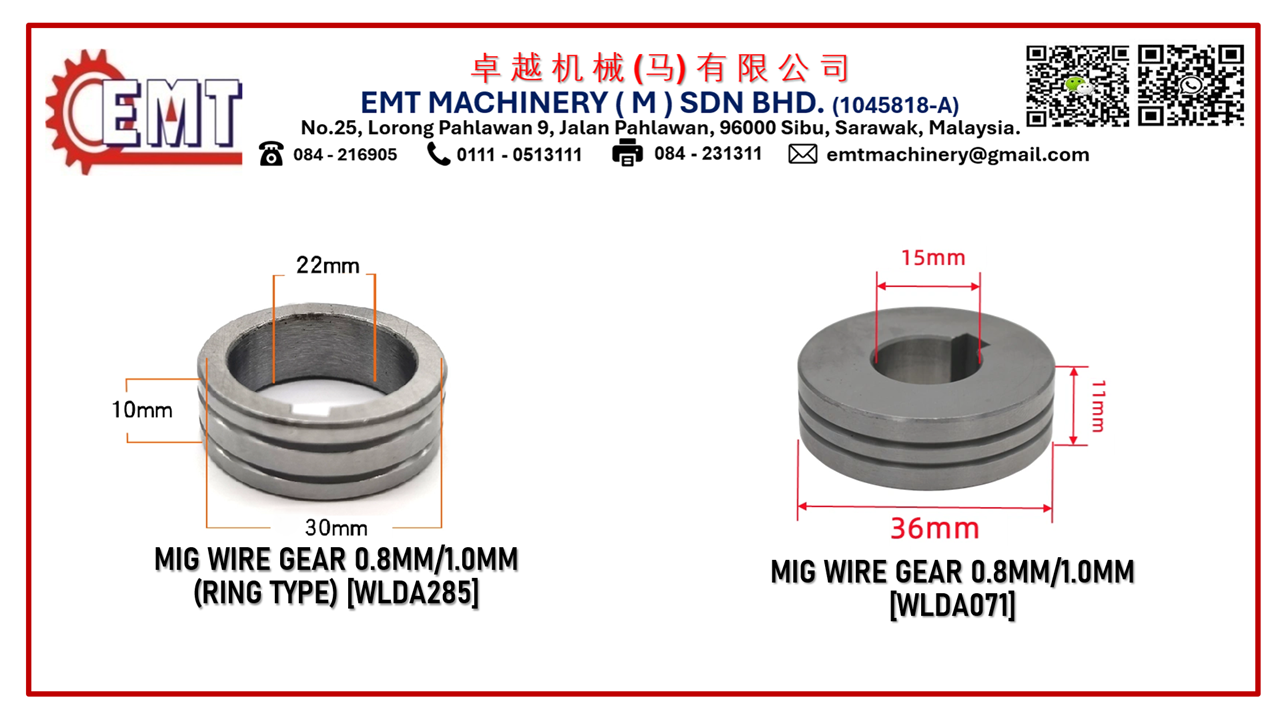 EMT
卓越机械(马)有限公司
EMT MACHINERY ( M ) SDN BHD. (1045818-A)
No.25, Lorong Pahlawan 9, Jalan Pahlawan, 96000 Sibu, Sarawak, Malaysia.
084 - 216905 0111 - 0513111 084 - 231311 emtmachinery@gmail.com
22mm
10mm
30mm
MIG WIRE GEAR 0.8MM/1.0MM
(RING TYPE) [WLDA285]
15mm
11mm
36mm
MIG WIRE GEAR 0.8MM/1.0MM
[WLDA071]